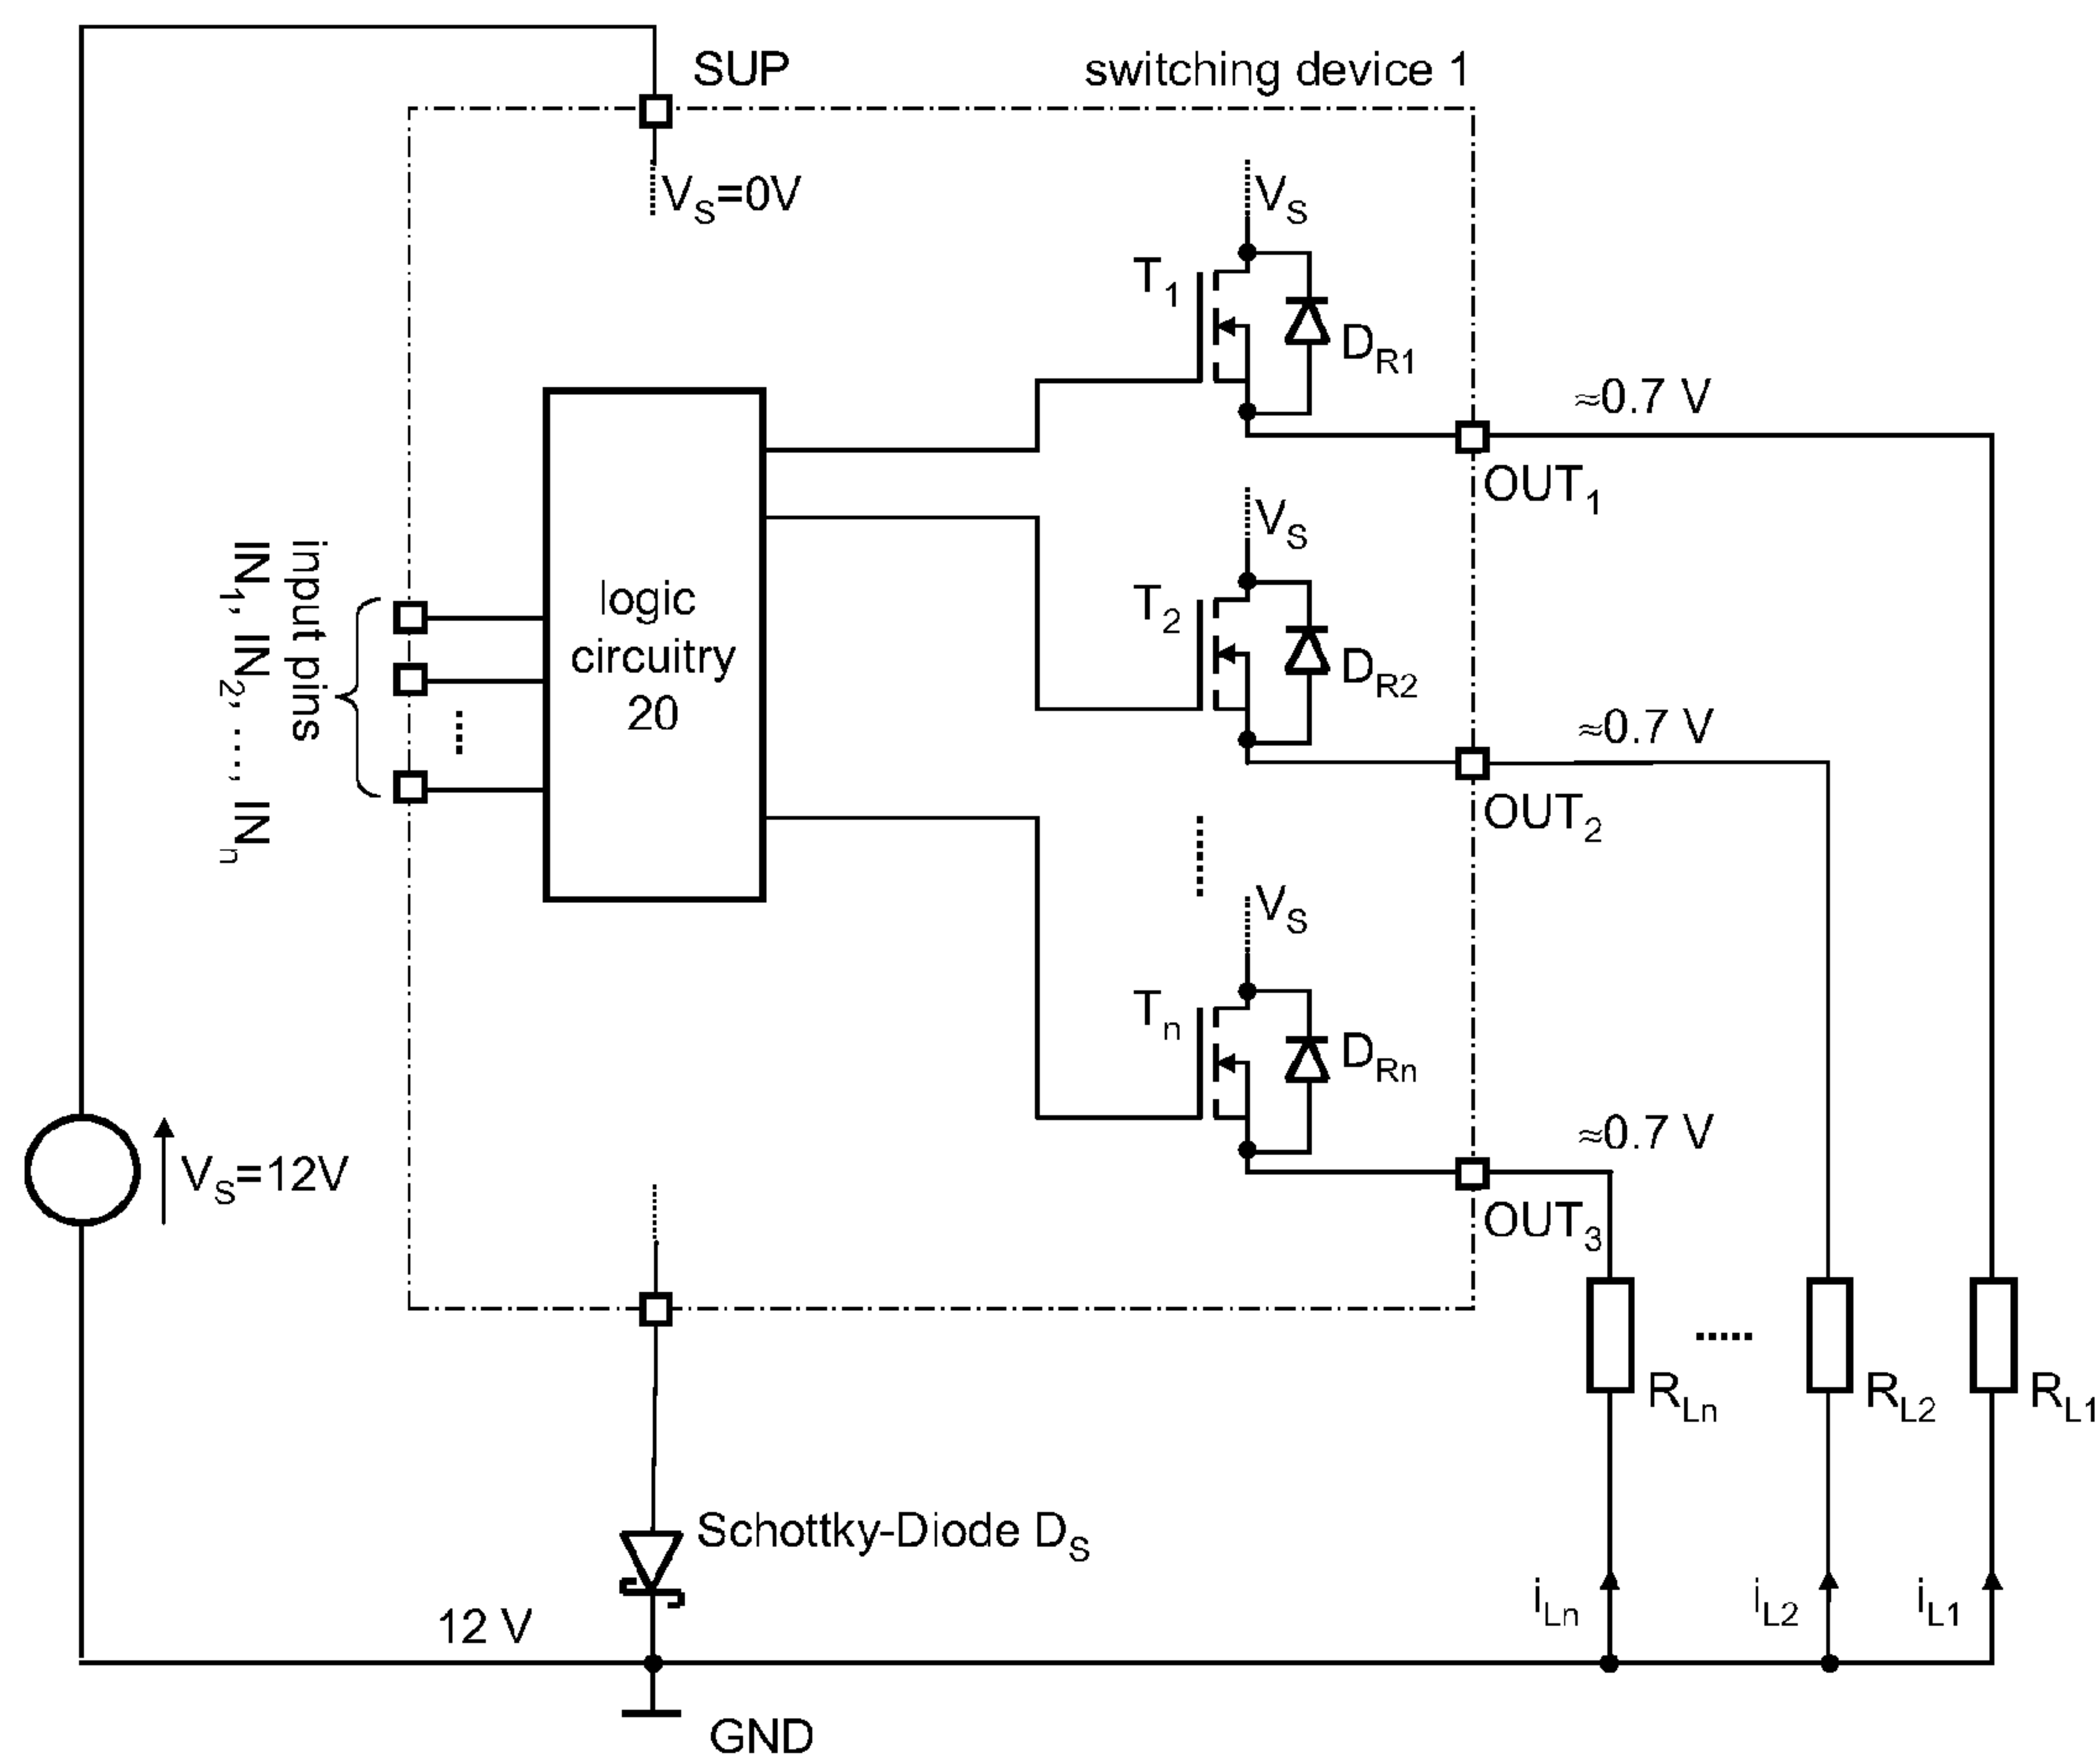 SUP
switching device 1
V_S=0V
V_S
T_1
D_R1
≈0.7 V
OUT_1
V_S
T_2
D_R2
≈0.7 V
OUT_2
logic
circuitry
20
input pins
IN_1, IN_2, ..., IN_n
V_S
T_n
D_Rn
≈0.7 V
OUT_3
V_S=12V
R_Ln
R_L2
R_L1
Schottky-Diode D_S
i_Ln
i_L2
i_L1
12 V
GND